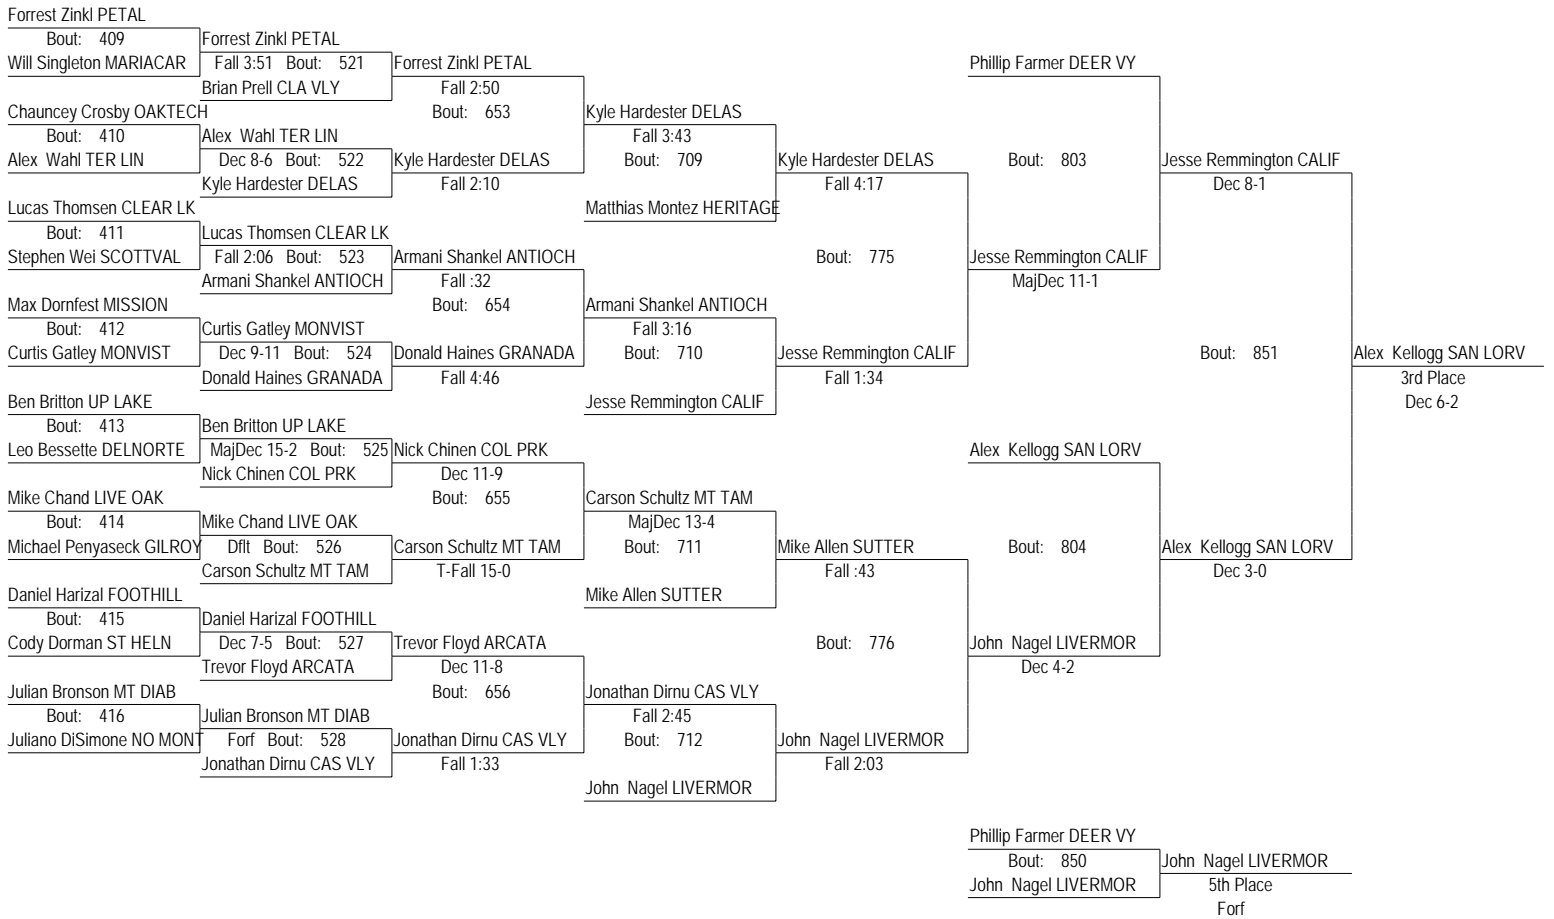 Forrest Zinkl PETAL
Bout: 409
Will Singleton MARIACAR
Chauncey Crosby OAKTECH
Bout: 410
Alex Wahl TER LIN
Lucas Thomsen CLEAR LK
Bout: 411
Stephen Wei SCOTTVAL
Max Dornfest MISSION
Bout: 412
Curtis Gatley MONVIST
Ben Britton UP LAKE
Bout: 413
Leo Bessette DELNORTE
Mike Chand LIVE OAK
Bout: 414
Michael Penyaseck GILROY
Daniel Harizal FOOTHILL
Bout: 415
Cody Dorman ST HELN
Julian Bronson MT DIAB
Bout: 416
Juliano DiSimone NO MONT
Forrest Zinkl PETAL
Fall 3:51 Bout: 521
Brian Prell CLA VLY
Alex Wahl TER LIN
Dec 8-6 Bout: 522
Kyle Hardester DELAS
Lucas Thomsen CLEAR LK
Fall 2:06 Bout: 523
Armani Shankel ANTIOCH
Curtis Gatley MONVIST
Dec 9-11 Bout: 524
Donald Haines GRANADA
Ben Britton UP LAKE
MajDec 15-2 Bout: 525
Nick Chinen COL PRK
Mike Chand LIVE OAK
Dflt Bout: 526
Carson Schultz MT TAM
Daniel Harizal FOOTHILL
Dec 7-5 Bout: 527
Trevor Floyd ARCATA
Julian Bronson MT DIAB
Forf Bout: 528
Jonathan Dirnu CAS VLY
Forrest Zinkl PETAL
Fall 2:50
Bout: 653
Kyle Hardester DELAS
Fall 2:10
Armani Shankel ANTIOCH
Fall :32
Bout: 654
Donald Haines GRANADA
Fall 4:46
Nick Chinen COL PRK
Dec 11-9
Bout: 655
Carson Schultz MT TAM
T-Fall 15-0
Trevor Floyd ARCATA
Dec 11-8
Bout: 656
Jonathan Dirnu CAS VLY
Fall 1:33
Kyle Hardester DELAS
Fall 3:43
Bout: 709
Matthias Montez HERITAGE
Armani Shankel ANTIOCH
Fall 3:16
Bout: 710
Jesse Remmington CALIF
Carson Schultz MT TAM
MajDec 13-4
Bout: 711
Mike Allen SUTTER
Jonathan Dirnu CAS VLY
Fall 2:45
Bout: 712
John Nagel LIVERMOR
Kyle Hardester DELAS
Fall 4:17
Bout: 775
Jesse Remmington CALIF
Fall 1:34
Mike Allen SUTTER
Fall :43
Bout: 776
John Nagel LIVERMOR
Fall 2:03
Phillip Farmer DEER VY
Bout: 803
Jesse Remmington CALIF
MajDec 11-1
Alex Kellogg SAN LORV
Bout: 804
John Nagel LIVERMOR
Dec 4-2
Jesse Remmington CALIF
Dec 8-1
Bout: 851
Alex Kellogg SAN LORV
Dec 3-0
Alex Kellogg SAN LORV
3rd Place
Dec 6-2
Phillip Farmer DEER VY
Bout: 850
John Nagel LIVERMOR
John Nagel LIVERMOR
5th Place
Forf